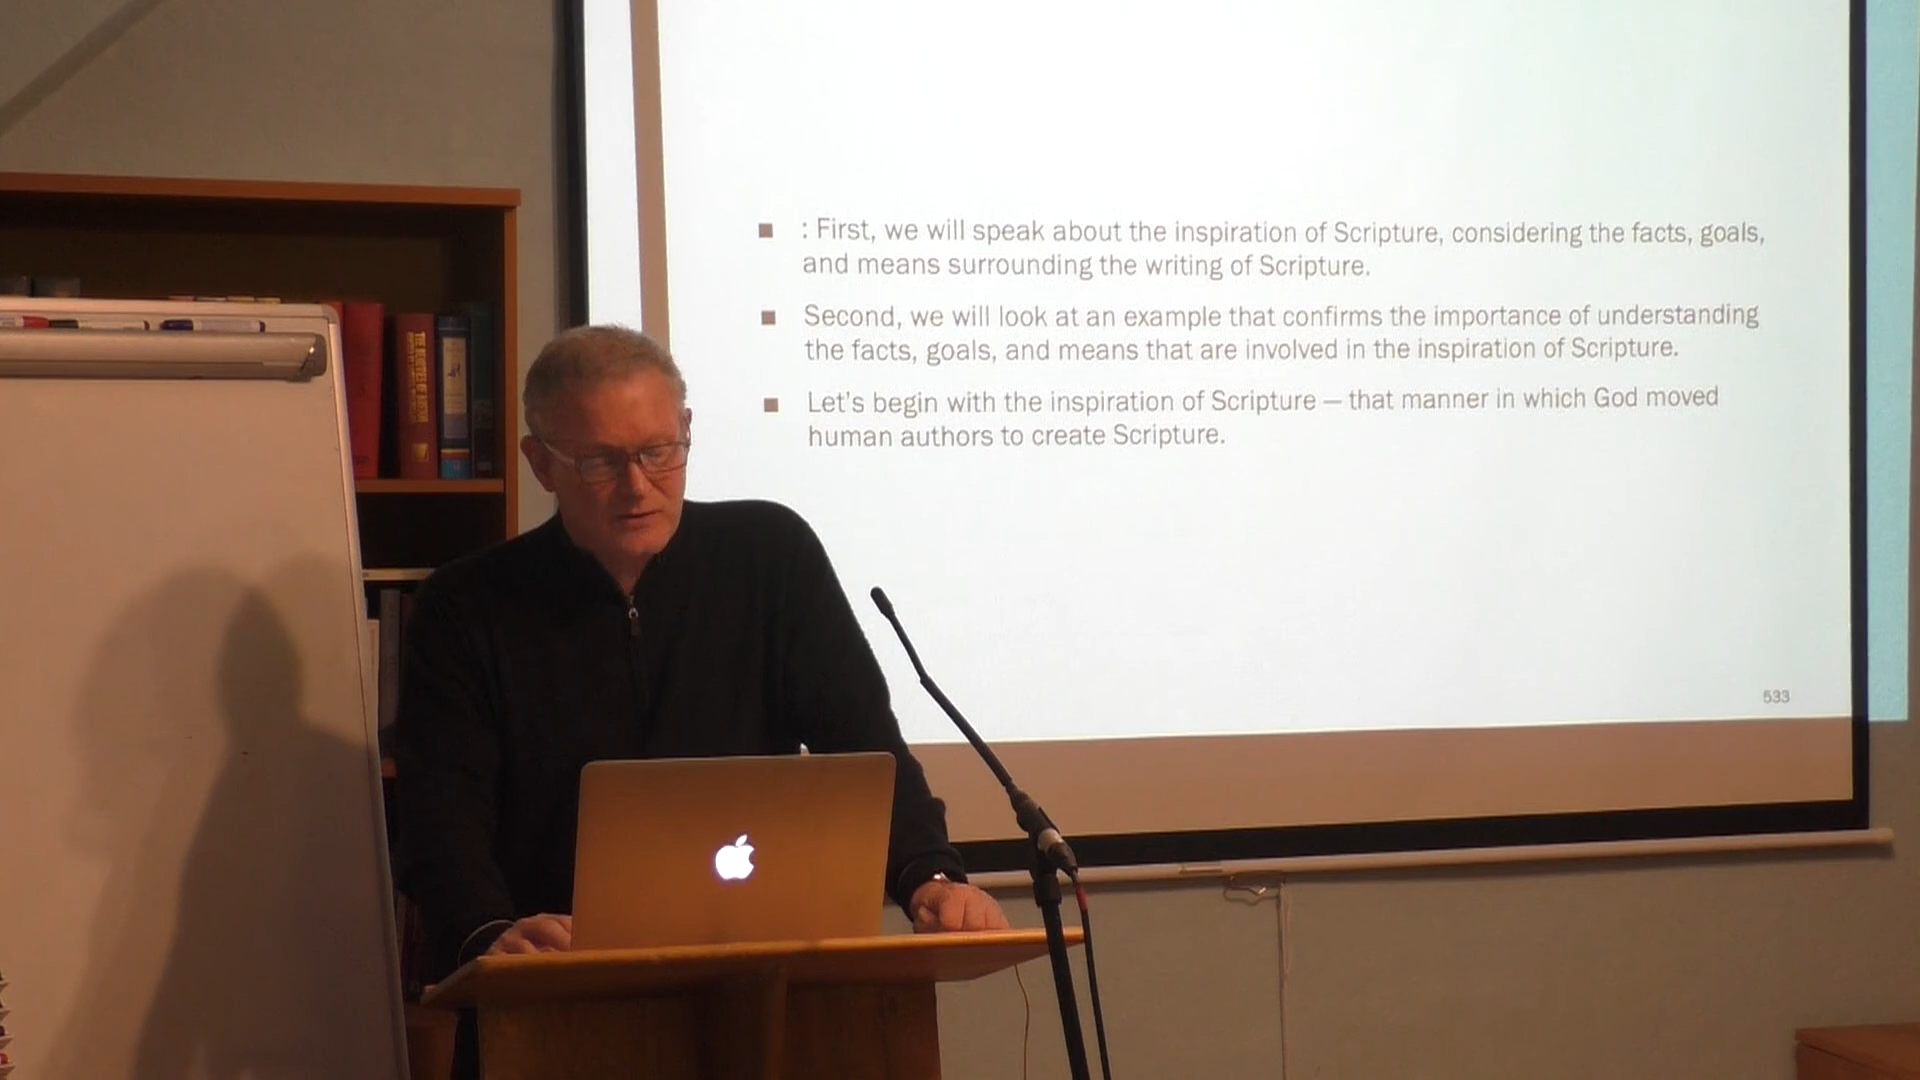 : First, we will speak about the inspiration of Scripture, considering the facts, goals,
and means surrounding the writing of Scripture.
Second, we will look at an example that confirms the importance of understanding
the facts, goals, and means that are involved in the inspiration of Scripture.
Let's begin with the inspiration of Scripture — that manner in which God moved
human authors to create Scripture.
533